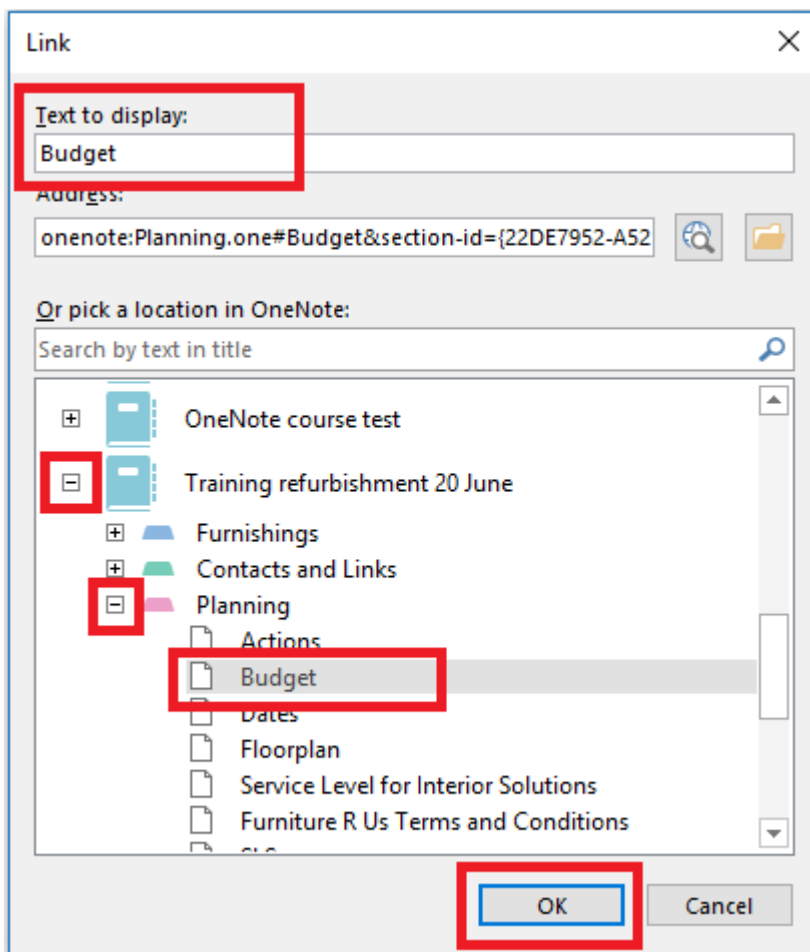 Link
Text to display:
Budget
Address:
onenote:Planning.one#Budget&section-id={22DE7952-A52
Or pick a location in OneNote:
Search by text in title
OneNote course test
Training refurbishment 20 June
Furnishings
Contacts and Links
Planning
Actions
Budget
Dates
Floorplan
Service Level for Interior Solutions
Furniture R Us Terms and Conditions
OK Cancel